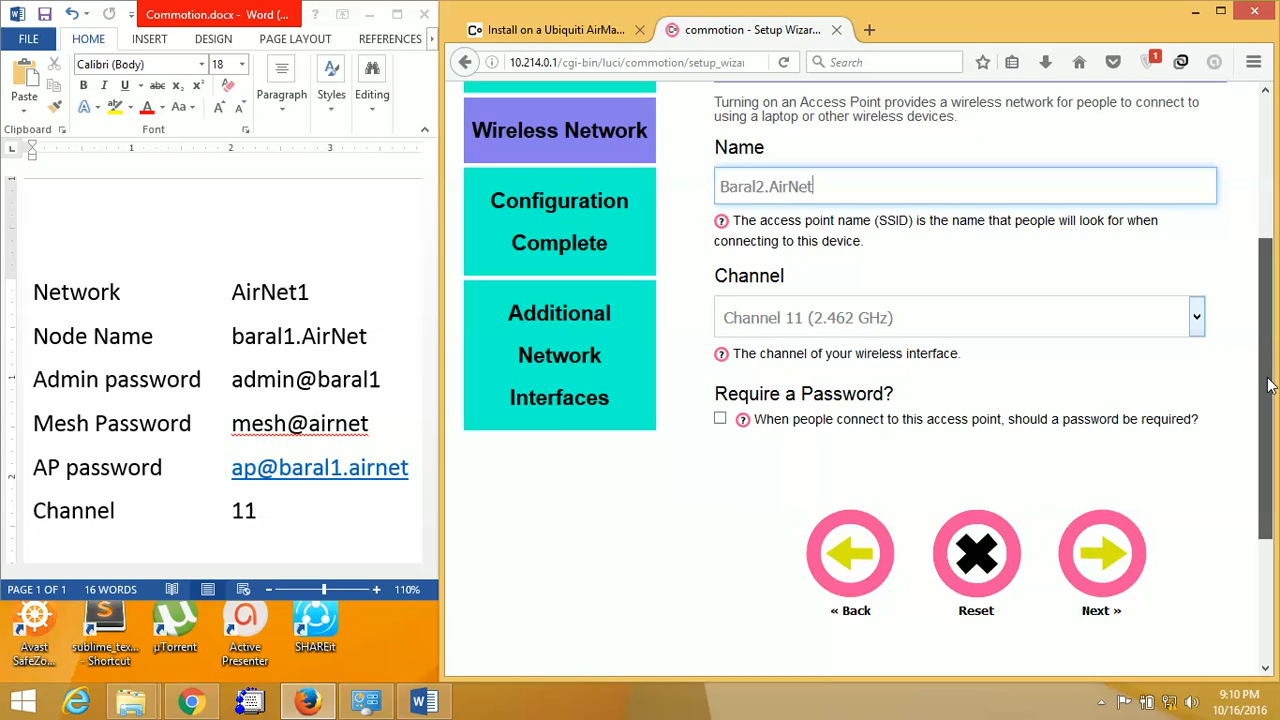 Commotion.docx - Word (...
FILE
HOME
INSERT
DESIGN
PAGE LAYOUT
REFERENCES
Paste
Calibri (Body)
18
B I U abc
Aa
Paragraph
Styles
Editing
Clipboard
Font
1 2 3
Network AirNet1
Node Name baral1.AirNet
Admin password admin@baral1
Mesh Password mesh@airnet
AP password ap@baral1.airnet
Channel 11
PAGE 1 OF 1 16 WORDS 110%
Avast SafeZo...
sublime_tex... - Shortcut
µTorrent
Active Presenter
SHAREit
Install on a Ubiquiti AirMa...
commotion - Setup Wizar...
10.214.0.1/cgi-bin/luci/commotion/setup_wiza
Search
1
Wireless Network
Configuration
Complete
Additional
Network
Interfaces
Turning on an Access Point provides a wireless network for people to connect to
using a laptop or other wireless devices.
Name
Baral2.AirNet
? The access point name (SSID) is the name that people will look for when
connecting to this device.
Channel
Channel 11 (2.462 GHz)
? The channel of your wireless interface.
Require a Password?
? When people connect to this access point, should a password be required?
« Back
Reset
Next »
9:10 PM
10/16/2016